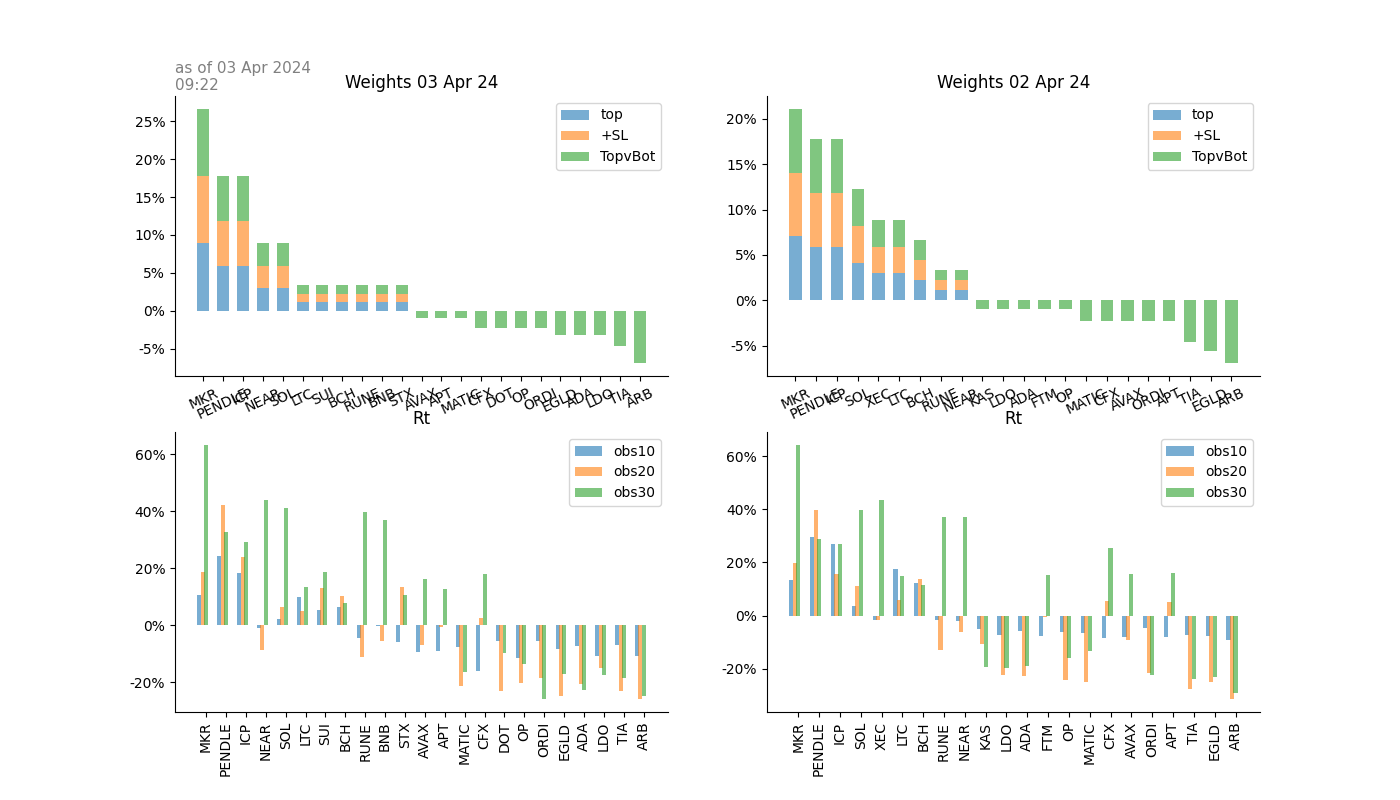 as of 03 Apr 2024
09:22
Weights 03 Apr 24
25%
20%
15%
10%
5%
0%
-5%
top
+SL
TopvBot
MKR PENDLE ICP NEAR SOL LTC SUI BCH RUNE BNB STX AVAX APT MATIC CFX DOT OP ORDI EGLD ADA LDO TIA ARB
Weights 02 Apr 24
20%
15%
10%
5%
0%
-5%
top
+SL
TopvBot
MKR PENDLE ICP SOL XEC LTC BCH RUNE NEAR KAS LDO ADA FTM OP MATIC CFX AVAX ORDI APT TIA EGLD ARB
Rt
60%
40%
20%
0%
-20%
obs10
obs20
obs30
MKR PENDLE ICP NEAR SOL LTC SUI BCH RUNE BNB STX AVAX APT MATIC CFX DOT OP ORDI EGLD ADA LDO TIA ARB
Rt
60%
40%
20%
0%
-20%
obs10
obs20
obs30
MKR PENDLE ICP SOL XEC LTC BCH RUNE NEAR KAS LDO ADA FTM OP MATIC CFX AVAX ORDI APT TIA EGLD ARB